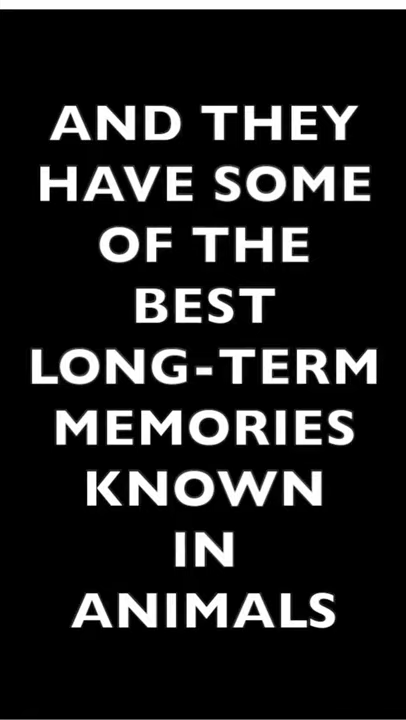 AND THEY
HAVE SOME
OF THE
BEST
LONG-TERM
MEMORIES
KNOWN
IN
ANIMALS